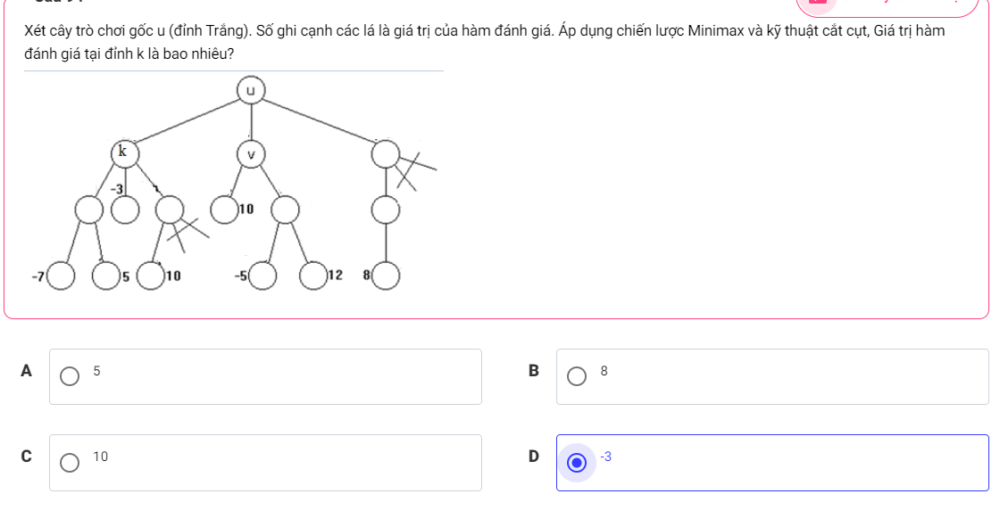 Xét cây trò chơi gốc u (đỉnh Trắng). Số ghi cạnh các lá là giá trị của hàm đánh giá. Áp dụng chiến lược Minimax và kỹ thuật cắt cụt, Giá trị hàm
đánh giá tại đỉnh k là bao nhiêu?
u
k
v
-3
10
-7
5
10
-5
12
8
A
5
B
8
C
10
D
-3